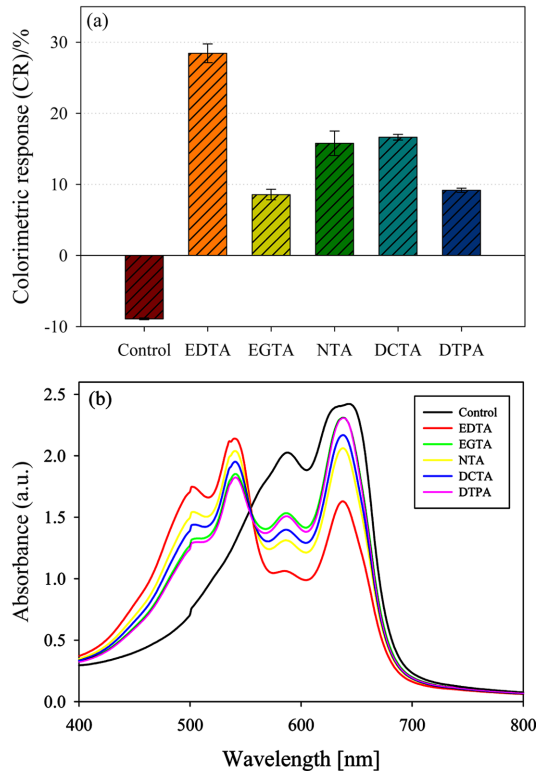 (a)
Colorimetric response (CR)/%
30
20
10
0
-10
Control EDTA EGTA NTA DCTA DTPA
(b)
Absorbance (a.u.)
2.5
2.0
1.5
1.0
0.5
0.0
Control
EDTA
EGTA
NTA
DCTA
DTPA
400 500 600 700 800
Wavelength [nm]